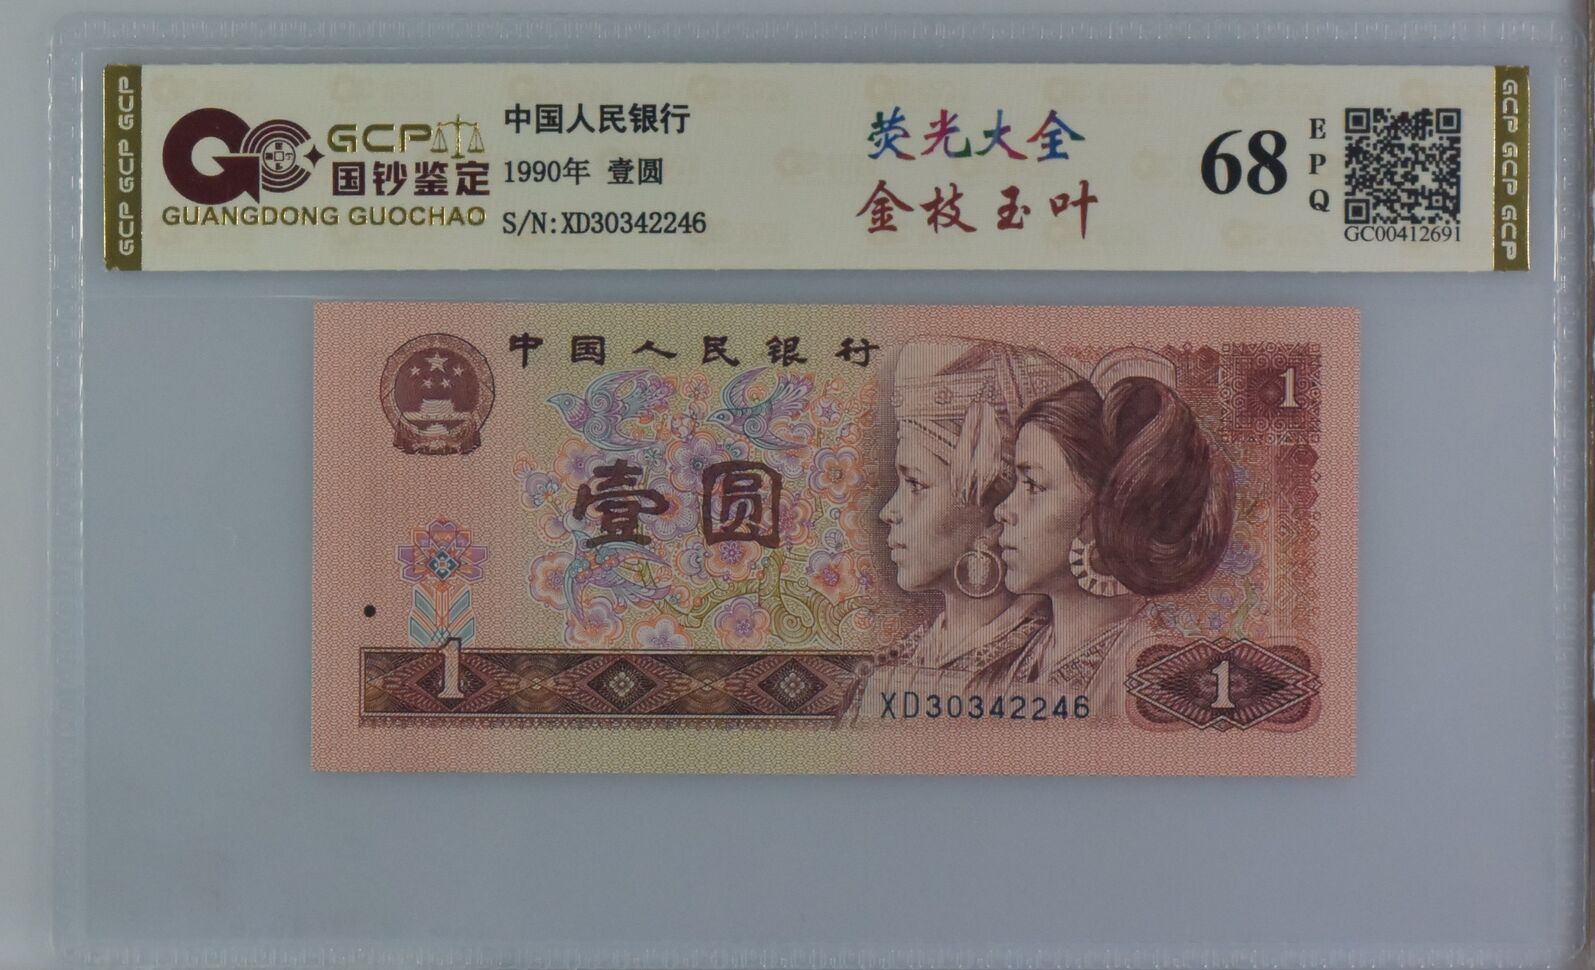 GCP GCP GCP
GCP
国钞鉴定
GUANGDONG GUOCHAO
中国人民银行
1990年 壹圆
S/N:XD30342246
荧光大全
金枝玉叶
68
E
P
Q
GC00412691
GCP GCP GCP
中国人民银行
1
壹圆
1
XD30342246
1